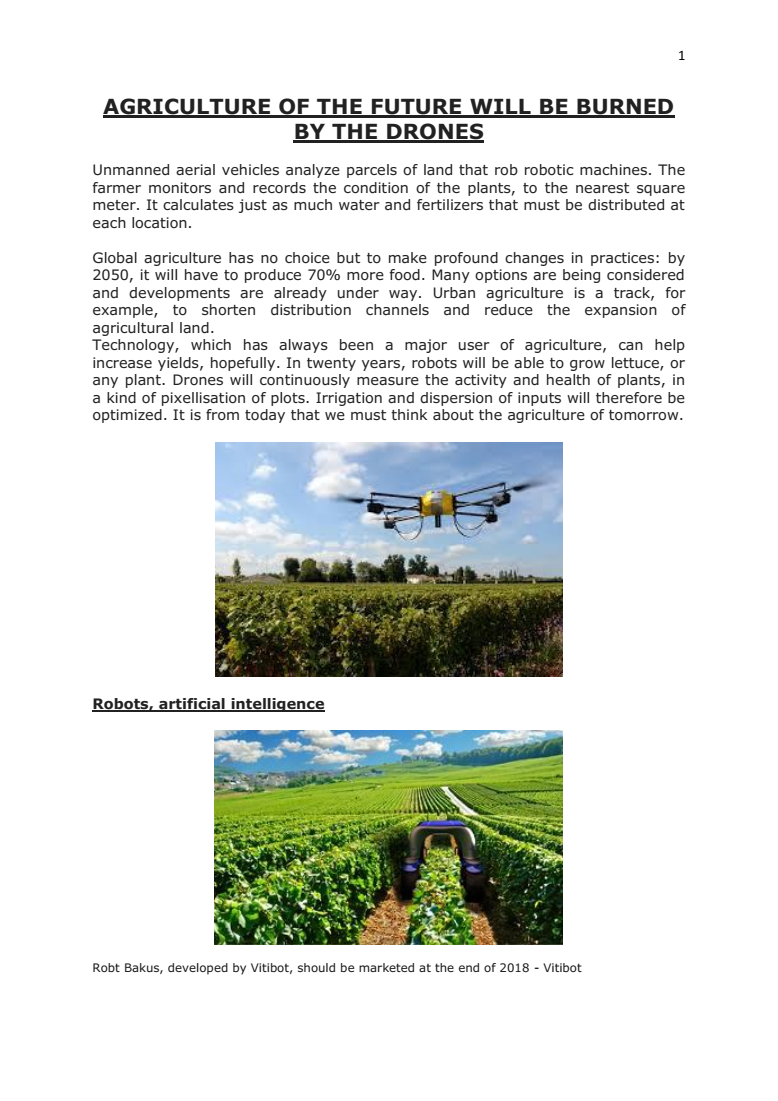 1
AGRICULTURE OF THE FUTURE WILL BE BURNED
BY THE DRONES
Unmanned aerial vehicles analyze parcels of land that rob robotic machines. The
farmer monitors and records the condition of the plants, to the nearest square
meter. It calculates just as much water and fertilizers that must be distributed at
each location.
Global agriculture has no choice but to make profound changes in practices: by
2050, it will have to produce 70% more food. Many options are being considered
and developments are already under way. Urban agriculture is a track, for
example, to shorten distribution channels and reduce the expansion of
agricultural land.
Technology, which has always been a major user of agriculture, can help
increase yields, hopefully. In twenty years, robots will be able to grow lettuce, or
any plant. Drones will continuously measure the activity and health of plants, in
a kind of pixellisation of plots. Irrigation and dispersion of inputs will therefore be
optimized. It is from today that we must think about the agriculture of tomorrow.
Robots, artificial intelligence
Robt Bakus, developed by Vitibot, should be marketed at the end of 2018 - Vitibot